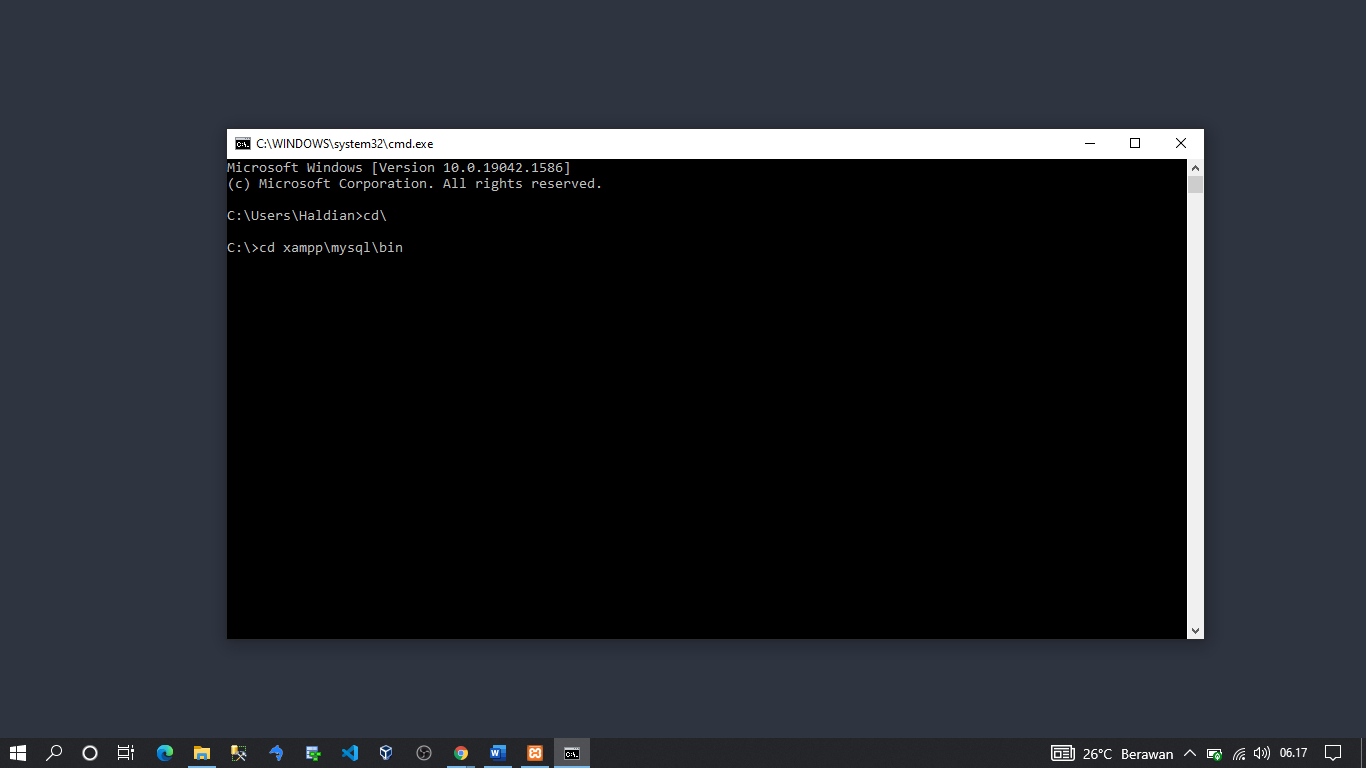 C:\WINDOWS\system32\cmd.exe
Microsoft Windows [Version 10.0.19042.1586]
(c) Microsoft Corporation. All rights reserved.
C:\Users\Haldian>cd\
C:\>cd xampp\mysql\bin
26°C Berawan 06.17